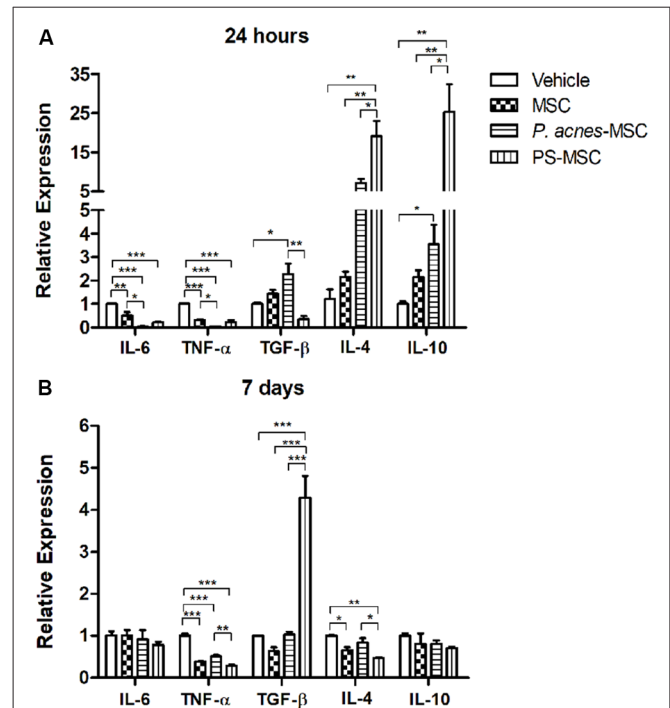 A
24 hours
Relative Expression
35
25
15
5
5
4
3
2
1
0
*** *** ** *
*** *** *** *
* **
** ** *
** ** * *
IL-6 TNF-α TGF-β IL-4 IL-10
Vehicle
MSC
P. acnes-MSC
PS-MSC
B
7 days
Relative Expression
6
5
4
3
2
1
0
*** *** *** **
*** *** ***
** * *
IL-6 TNF-α TGF-β IL-4 IL-10